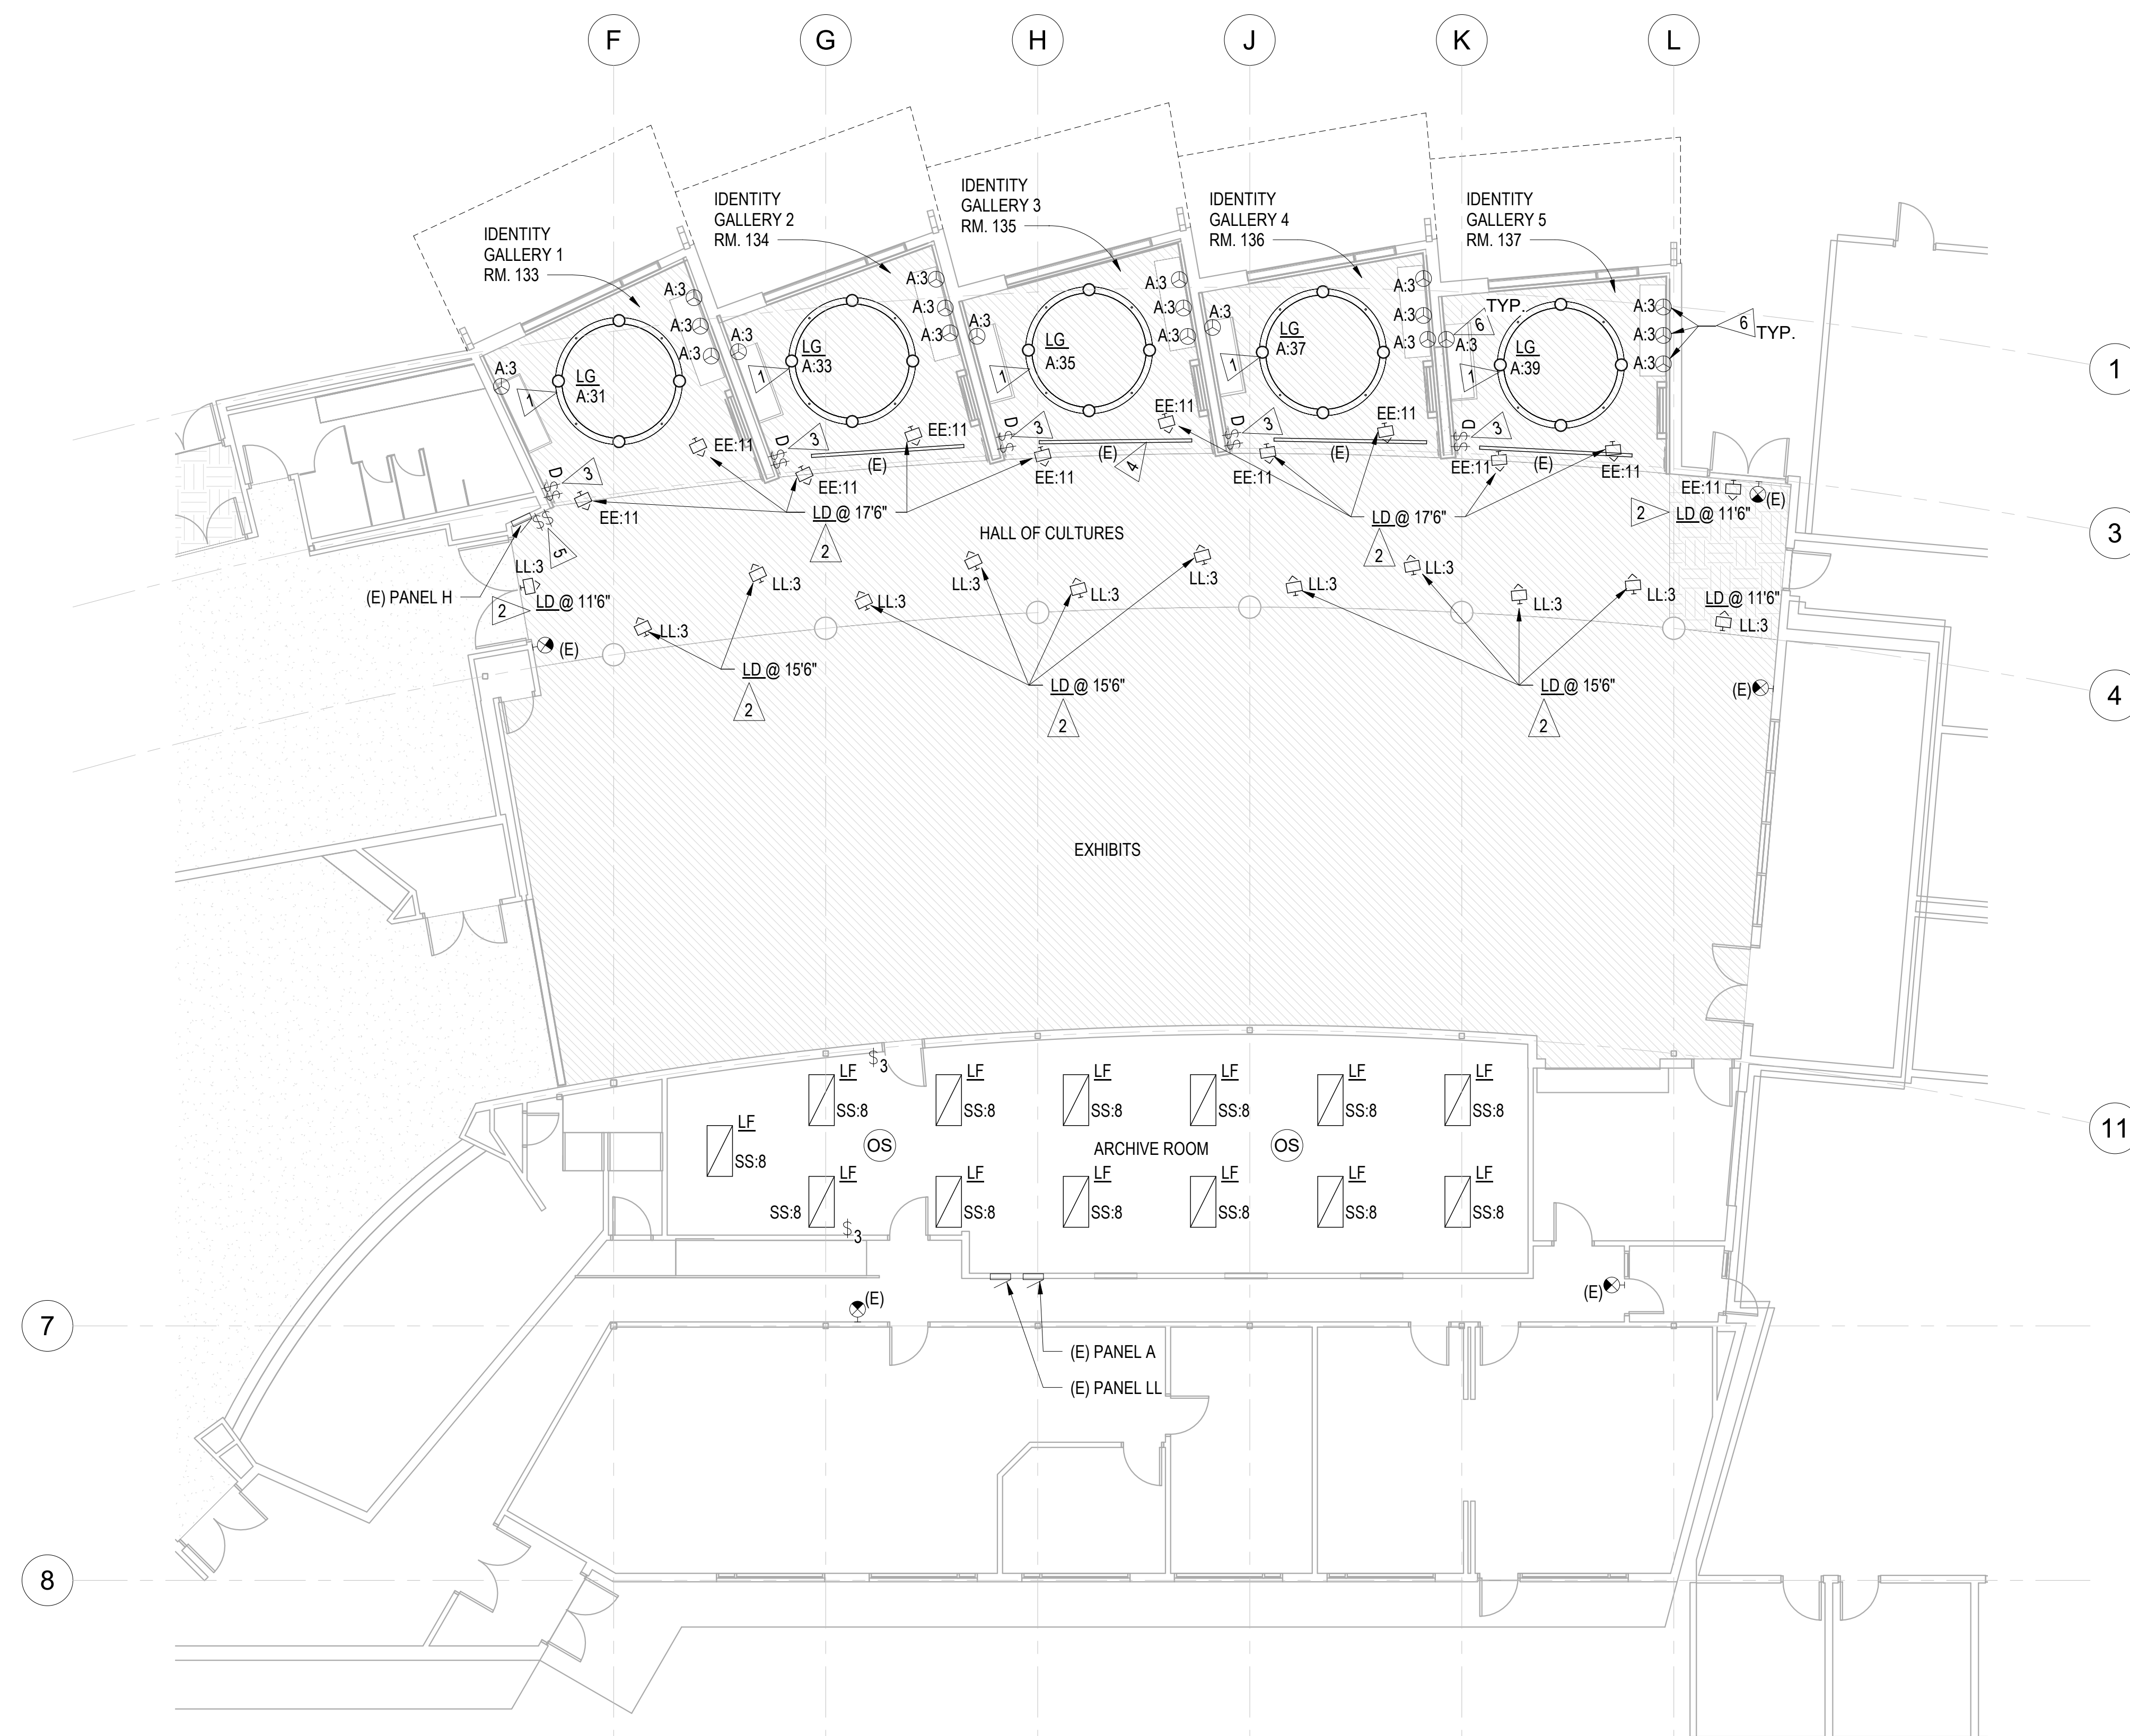 F
G
H
J
K
L
IDENTITY
GALLERY 1
RM. 133
IDENTITY
GALLERY 2
RM. 134
IDENTITY
GALLERY 3
RM. 135
IDENTITY
GALLERY 4
RM. 136
IDENTITY
GALLERY 5
RM. 137
A:3
A:3
A:3
A:3
LG
A:31
1
A:3
A:3
A:3
A:3
LG
A:33
1
A:3
A:3
A:3
A:3
LG
A:35
1
A:3
A:3
A:3
A:3
LG
A:37
1
TYP.
6
A:3
A:3
A:3
A:3
LG
A:39
1
6
TYP.
1
D
$$
3
EE:11
EE:11
D
$$
3
EE:11
EE:11
(E)
D
$$
3
EE:11
EE:11
(E)
4
D
$$
3
EE:11
EE:11
(E)
D
$$
3
EE:11
EE:11
(E)
EE:11
(E)
LD @ 17'6"
2
LD @ 17'6"
2
2
LD @ 11'6"
3
HALL OF CULTURES
$$
5
(E) PANEL H
LL:3
2
LD @ 11'6"
(E)
LL:3
LL:3
LL:3
LL:3
LL:3
LL:3
LL:3
LL:3
LL:3
LL:3
LD @ 11'6"
LL:3
LD @ 15'6"
2
LD @ 15'6"
2
LD @ 15'6"
2
(E)
4
EXHIBITS
$3
LF
SS:8
LF
SS:8
LF
SS:8
LF
SS:8
LF
SS:8
LF
SS:8
LF
SS:8
OS
ARCHIVE ROOM
OS
11
LF
SS:8
LF
SS:8
LF
SS:8
LF
SS:8
LF
SS:8
LF
SS:8
$3
(E)
(E)
7
(E) PANEL A
(E) PANEL LL
8